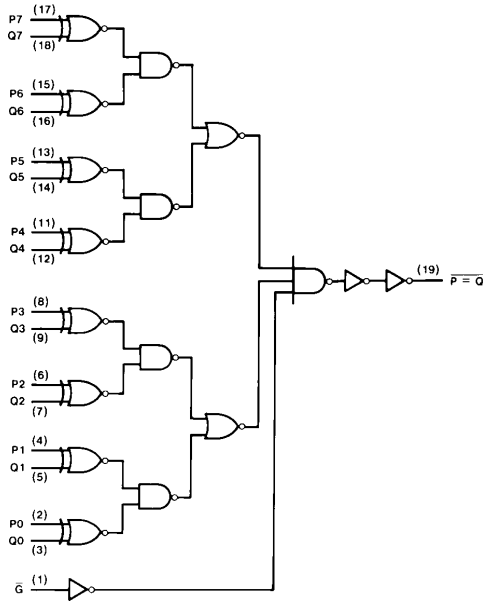 P7 (17)
Q7 (18)
P6 (15)
Q6 (16)
P5 (13)
Q5 (14)
P4 (11)
Q4 (12)
P3 (8)
Q3 (9)
P2 (6)
Q2 (7)
P1 (4)
Q1 (5)
P0 (2)
Q0 (3)
G̅ (1)
(19) P̅ ̅=̅ ̅Q̅